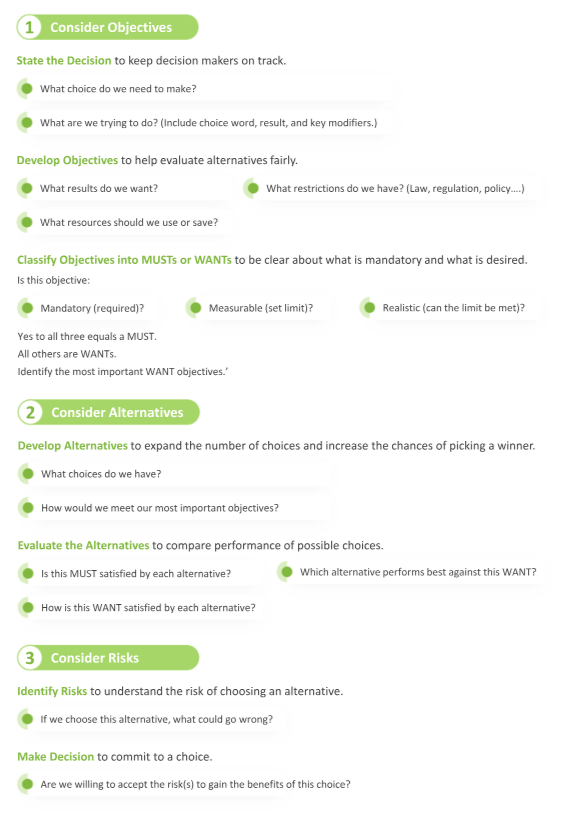 1 Consider Objectives
State the Decision to keep decision makers on track.
What choice do we need to make?
What are we trying to do? (Include choice word, result, and key modifiers.)
Develop Objectives to help evaluate alternatives fairly.
What results do we want?
What restrictions do we have? (Law, regulation, policy....)
What resources should we use or save?
Classify Objectives into MUSTs or WANTs to be clear about what is mandatory and what is desired.
Is this objective:
Mandatory (required)?
Measurable (set limit)?
Realistic (can the limit be met)?
Yes to all three equals a MUST.
All others are WANTs.
Identify the most important WANT objectives.'
2 Consider Alternatives
Develop Alternatives to expand the number of choices and increase the chances of picking a winner.
What choices do we have?
How would we meet our most important objectives?
Evaluate the Alternatives to compare performance of possible choices.
Is this MUST satisfied by each alternative?
Which alternative performs best against this WANT?
How is this WANT satisfied by each alternative?
3 Consider Risks
Identify Risks to understand the risk of choosing an alternative.
If we choose this alternative, what could go wrong?
Make Decision to commit to a choice.
Are we willing to accept the risk(s) to gain the benefits of this choice?